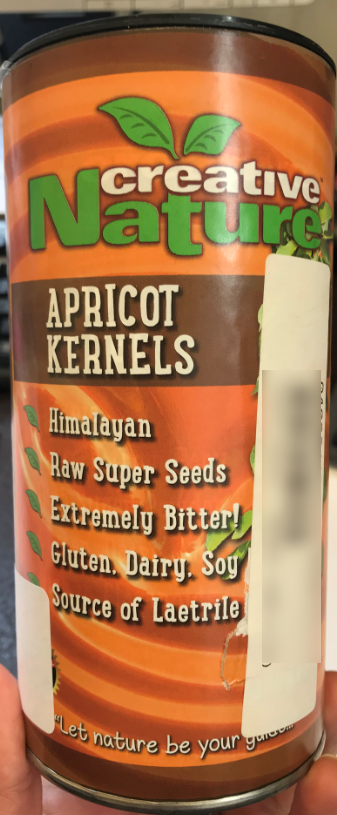 creative
Nature
APRICOT
KERNELS
Himalayan
Raw Super Seeds
Extremely Bitter!
Gluten, Dairy, Soy
Source of Laetrile
"Let nature be your